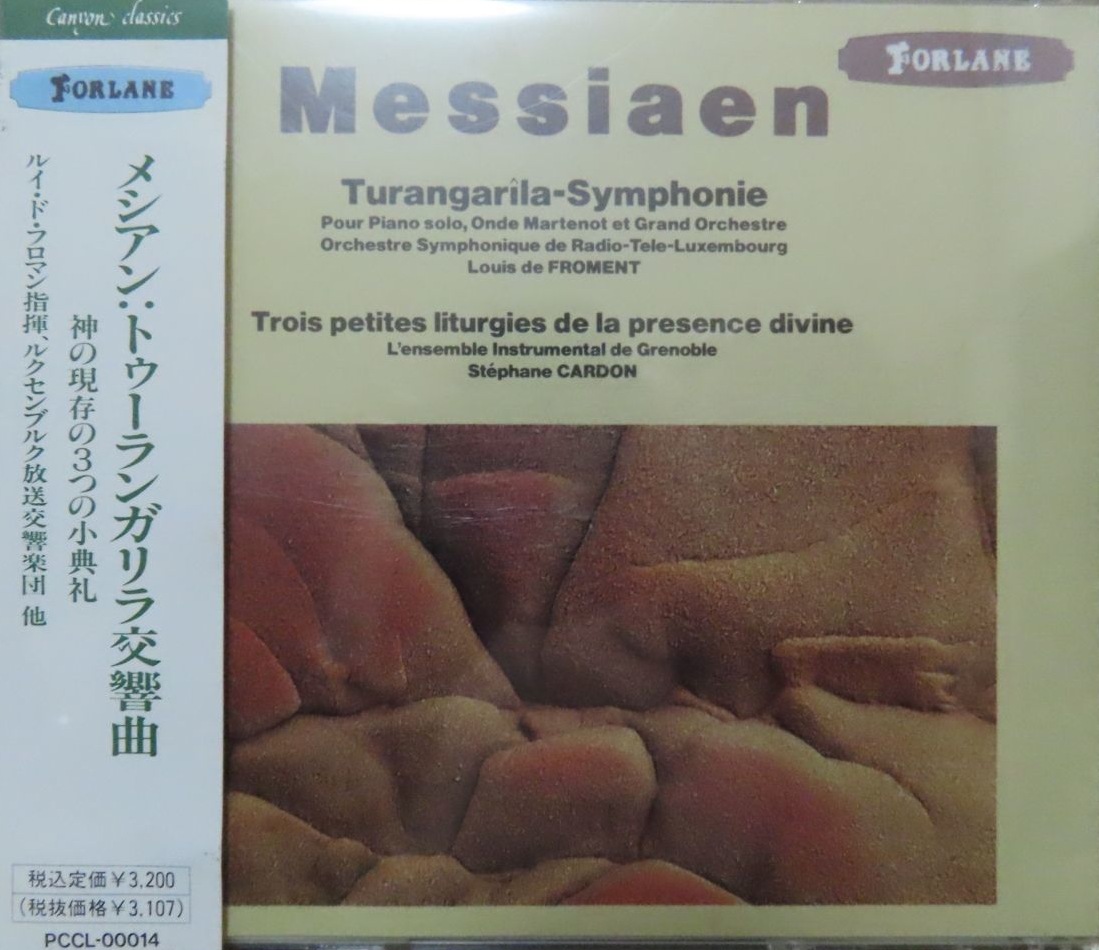 Canyon classics
FORLANE
メシアン:トゥーランガリラ交響曲
神の現存の3つの小典礼
ルイ・ド・フロマン指揮、ルクセンブルク放送交響楽団 他
税込定価¥3,200
(税抜価格¥3,107)
PCCL-00014
FORLANE
Messiaen
Turangarîla-Symphonie
Pour Piano solo, Onde Martenot et Grand Orchestre
Orchestre Symphonique de Radio-Tele-Luxembourg
Louis de FROMENT
Trois petites liturgies de la presence divine
L'ensemble Instrumental de Grenoble
Stéphane CARDON